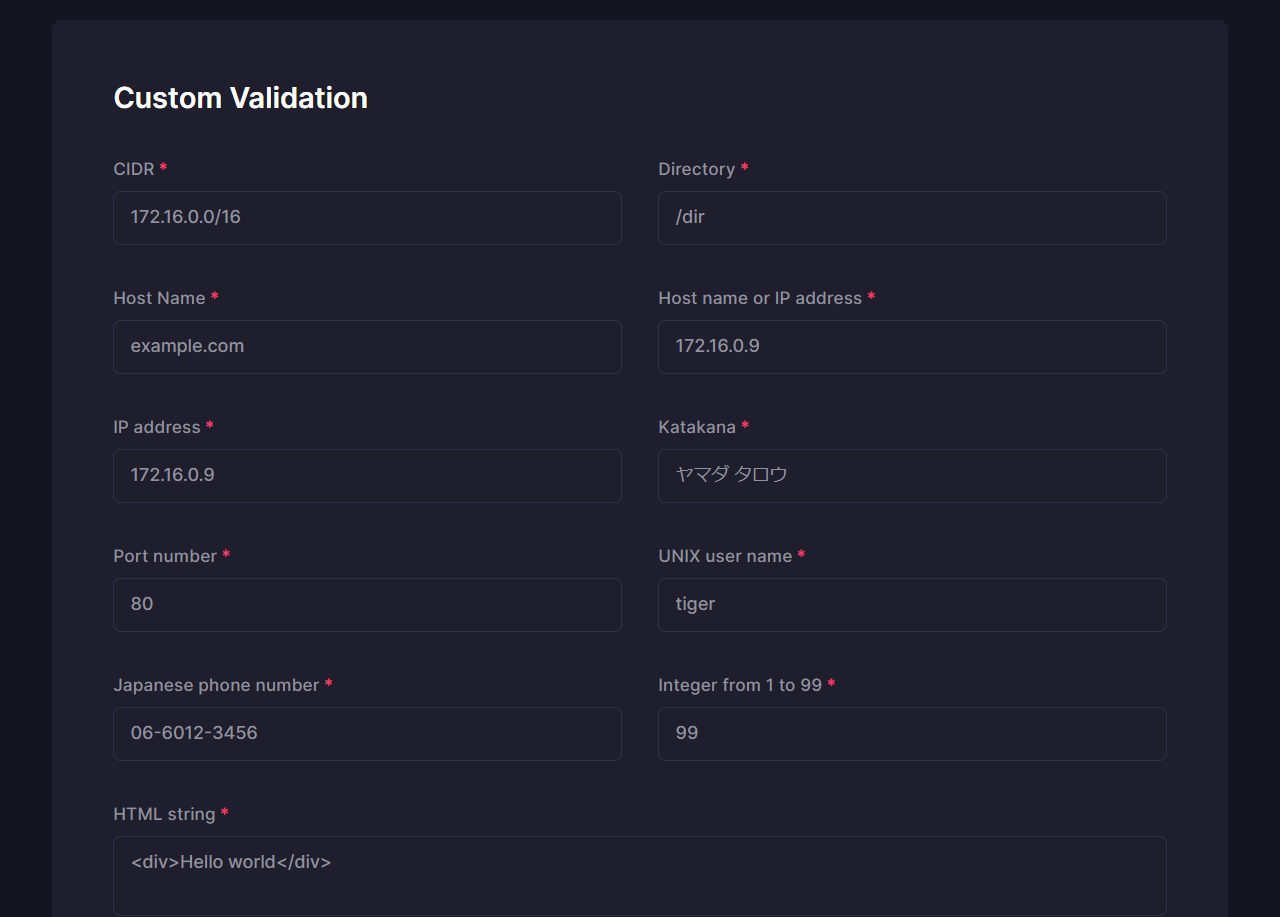 Custom Validation
CIDR *
Directory *
172.16.0.0/16
/dir
Host Name *
Host name or IP address *
example.com
172.16.0.9
IP address *
Katakana *
172.16.0.9
ヤマダ タロウ
Port number *
UNIX user name *
80
tiger
Japanese phone number *
Integer from 1 to 99 *
06-6012-3456
99
HTML string *
<div>Hello world</div>